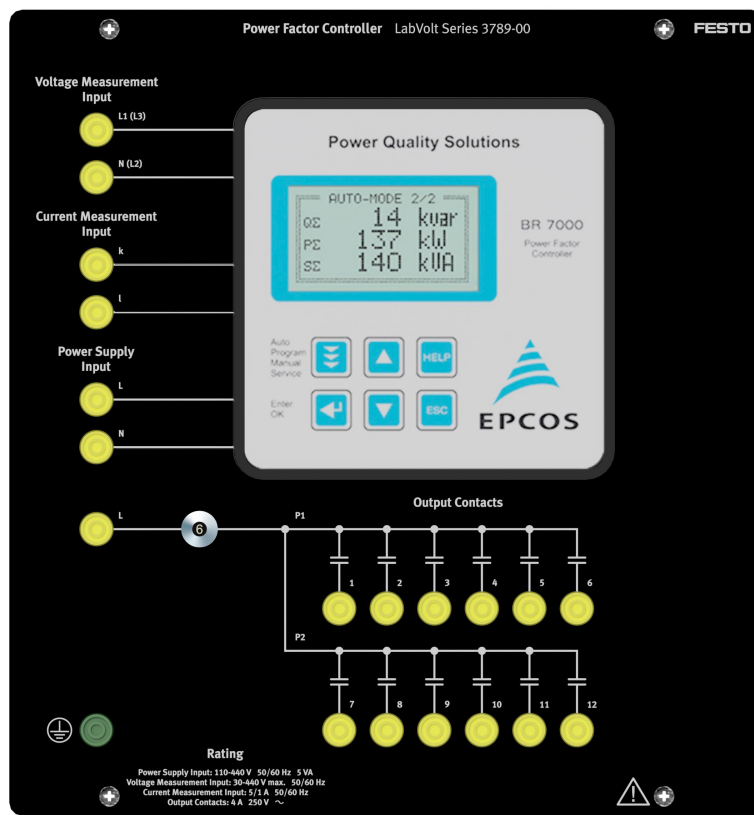 Power Factor Controller LabVolt Series 3789-00
FESTO
Voltage Measurement
Input
L1 (L3)
N (L2)
Current Measurement
Input
k
l
Power Supply
Input
L
N
Power Quality Solutions
AUTO-MODE 2/2
QΣ 14 kvar
PΣ 137 kW
SΣ 140 kVA
BR 7000
Power Factor
Controller
Auto
Program
Manual
Service
HELP
Enter
OK
ESC
EPCOS
Output Contacts
L
6
P1
1 2 3 4 5 6
P2
7 8 9 10 11 12
Rating
Power Supply Input: 110-440 V 50/60 Hz 5 VA
Voltage Measurement Input: 30-440 V max. 50/60 Hz
Current Measurement Input: 5/1 A 50/60 Hz
Output Contacts: 4 A 250 V ~